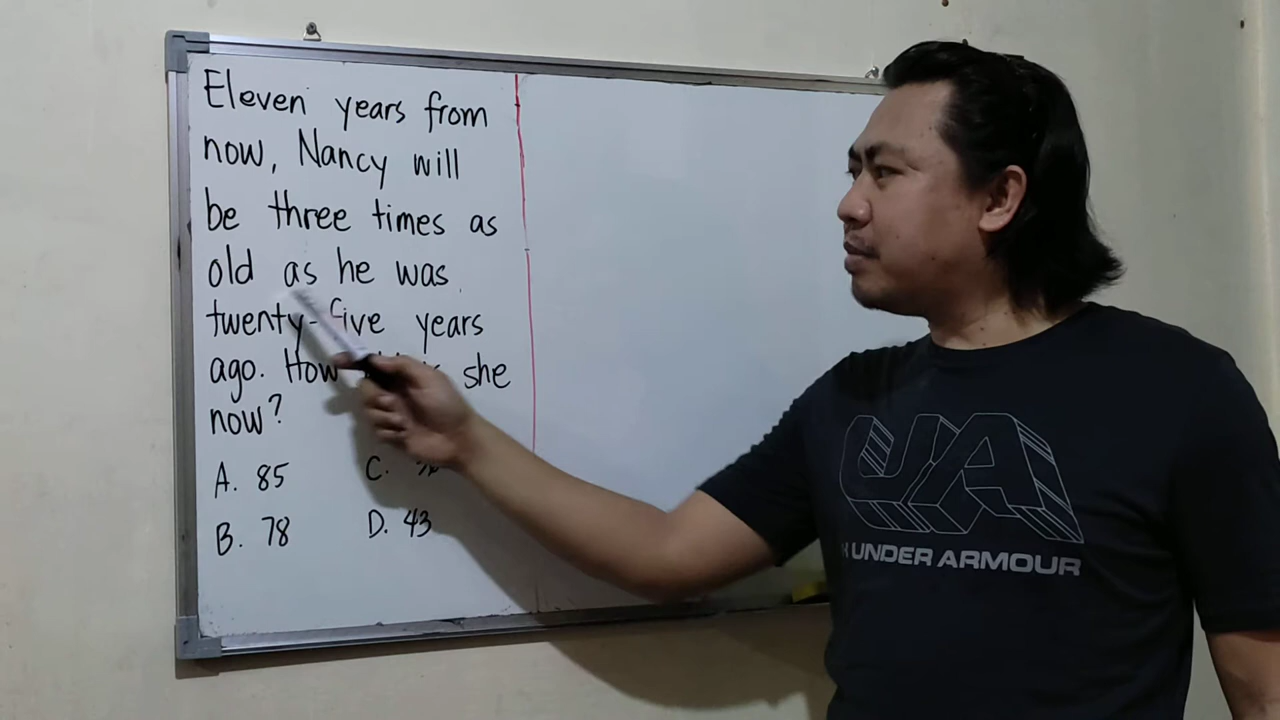 Eleven years from
now, Nancy will
be three times as
old as he was
twenty-five years
ago. How she
now?
A. 85 C.
B. 78 D. 43
UA
UNDER ARMOUR